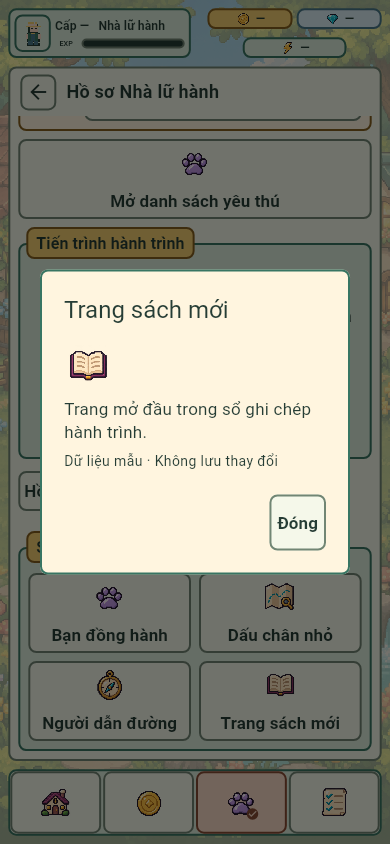 Cấp — Nhà lữ hành
EXP
—
—
—
Hồ sơ Nhà lữ hành
Mở danh sách yêu thú
Tiến trình hành trình
Trang sách mới
Trang mở đầu trong sổ ghi chép
hành trình.
Dữ liệu mẫu · Không lưu thay đổi
Đóng
Bạn đồng hành
Dấu chân nhỏ
Người dẫn đường
Trang sách mới